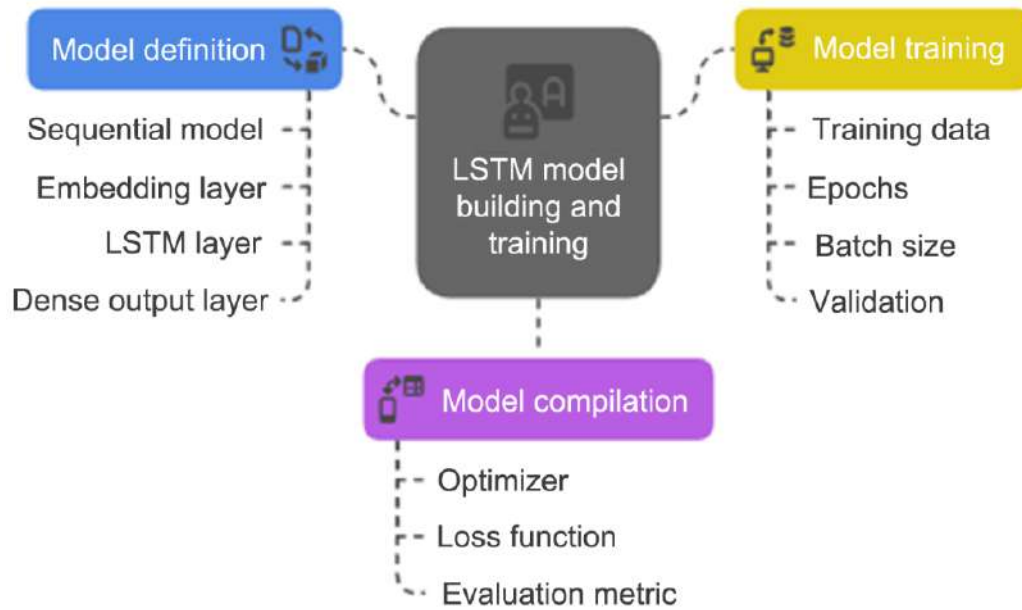 Model definition
Sequential model
Embedding layer
LSTM layer
Dense output layer
LSTM model
building and
training
Model training
Training data
Epochs
Batch size
Validation
Model compilation
Optimizer
Loss function
Evaluation metric